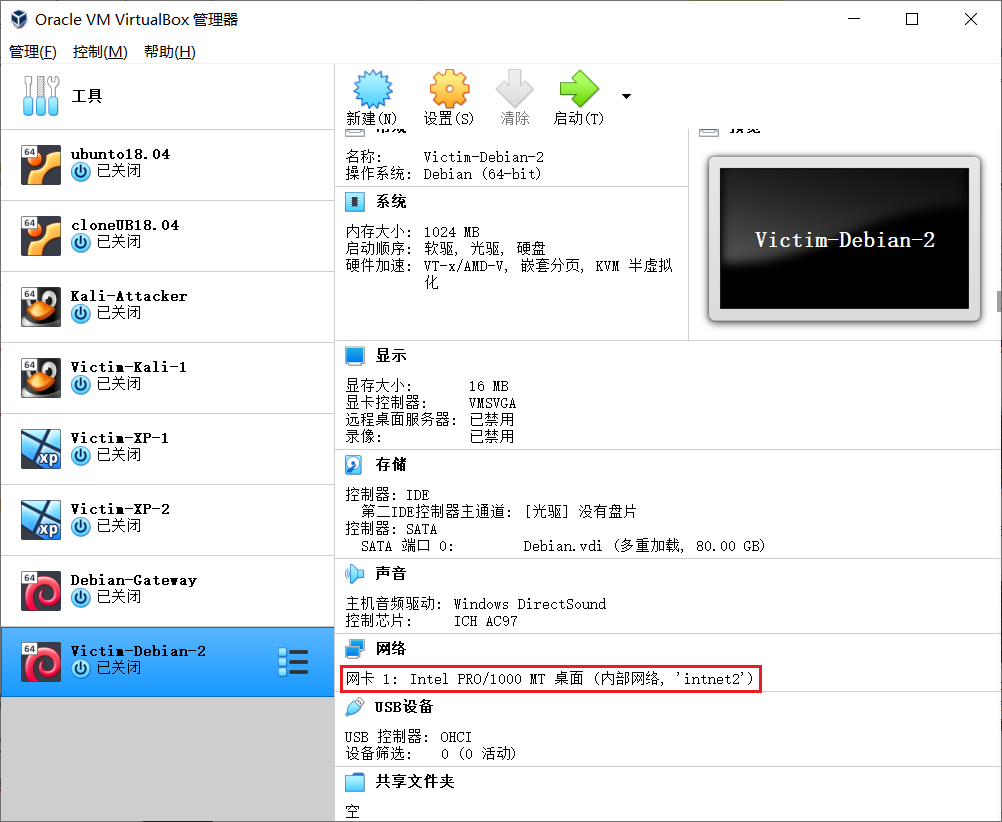 Oracle VM VirtualBox 管理器
管理(F) 控制(M) 帮助(H)
工具
64
ubunto18.04
已关闭
64
cloneUB18.04
已关闭
64
Kali-Attacker
已关闭
64
Victim-Kali-1
已关闭
xp
Victim-XP-1
已关闭
xp
Victim-XP-2
已关闭
64
Debian-Gateway
已关闭
64
Victim-Debian-2
已关闭
新建(N) 设置(S) 清除 启动(T)
常规
名称: Victim-Debian-2
操作系统: Debian (64-bit)
预览
Victim-Debian-2
系统
内存大小: 1024 MB
启动顺序: 软驱, 光驱, 硬盘
硬件加速: VT-x/AMD-V, 嵌套分页, KVM 半虚拟
化
显示
显存大小: 16 MB
显卡控制器: VMSVGA
远程桌面服务器: 已禁用
录像: 已禁用
存储
控制器: IDE
第二IDE控制器主通道: [光驱] 没有盘片
控制器: SATA
SATA 端口 0: Debian.vdi (多重加载, 80.00 GB)
声音
主机音频驱动: Windows DirectSound
控制芯片: ICH AC97
网络
网卡 1: Intel PRO/1000 MT 桌面 (内部网络, 'intnet2')
USB设备
USB 控制器: OHCI
设备筛选: 0 (0 活动)
共享文件夹
空